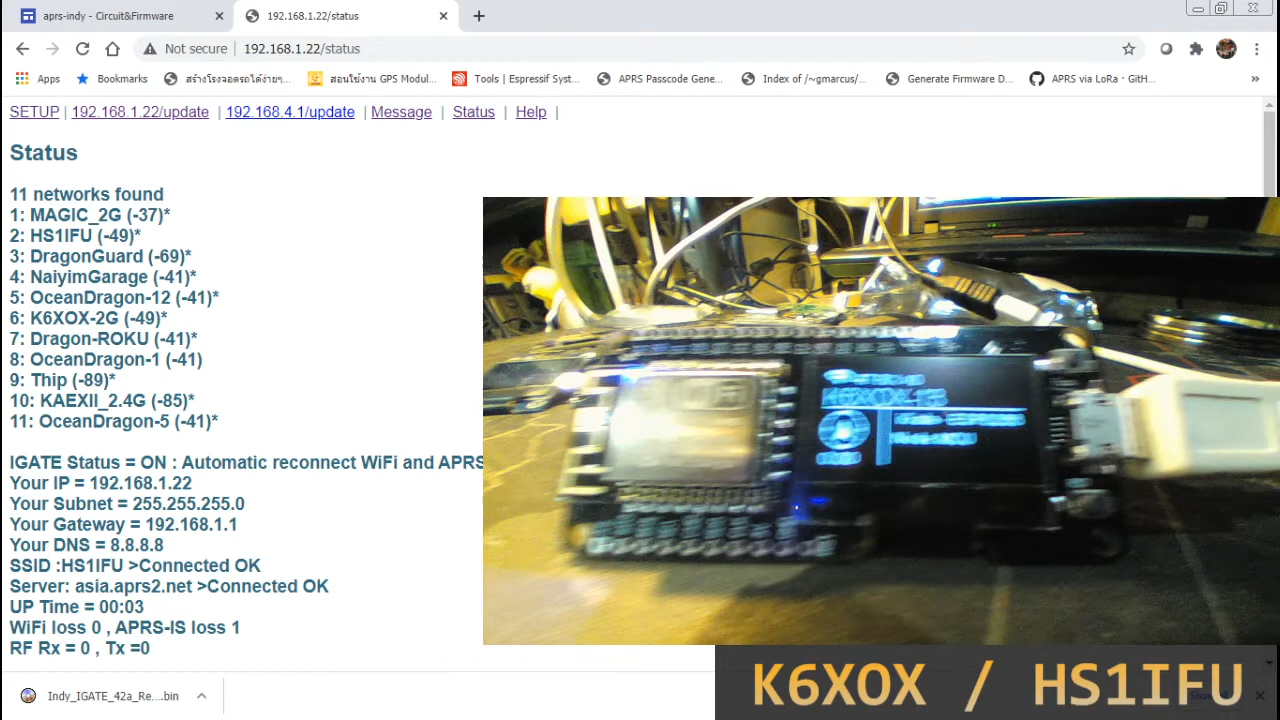 aprs-indy - Circuit&Firmware
192.168.1.22/status
Not secure
192.168.1.22/status
Apps
Bookmarks
สร้างโรงจอดรถได้ง่ายๆ...
สอนใช้งาน GPS Modul...
Tools | Espressif Syst...
APRS Passcode Gene...
Index of /~gmarcus/...
Generate Firmware D...
APRS via LoRa · GitH...
»
SETUP | 192.168.1.22/update | 192.168.4.1/update | Message | Status | Help |
Status
11 networks found
1: MAGIC_2G (-37)*
2: HS1IFU (-49)*
3: DragonGuard (-69)*
4: NaiyimGarage (-41)*
5: OceanDragon-12 (-41)*
6: K6XOX-2G (-49)*
7: Dragon-ROKU (-41)*
8: OceanDragon-1 (-41)
9: Thip (-89)*
10: KAEXII_2.4G (-85)*
11: OceanDragon-5 (-41)*
IGATE Status = ON : Automatic reconnect WiFi and APRS
Your IP = 192.168.1.22
Your Subnet = 255.255.255.0
Your Gateway = 192.168.1.1
Your DNS = 8.8.8.8
SSID :HS1IFU >Connected OK
Server: asia.aprs2.net >Connected OK
UP Time = 00:03
WiFi loss 0 , APRS-IS loss 1
RF Rx = 0 , Tx =0
K6XOX / HS1IFU
Indy_IGATE_42a_Re....bin